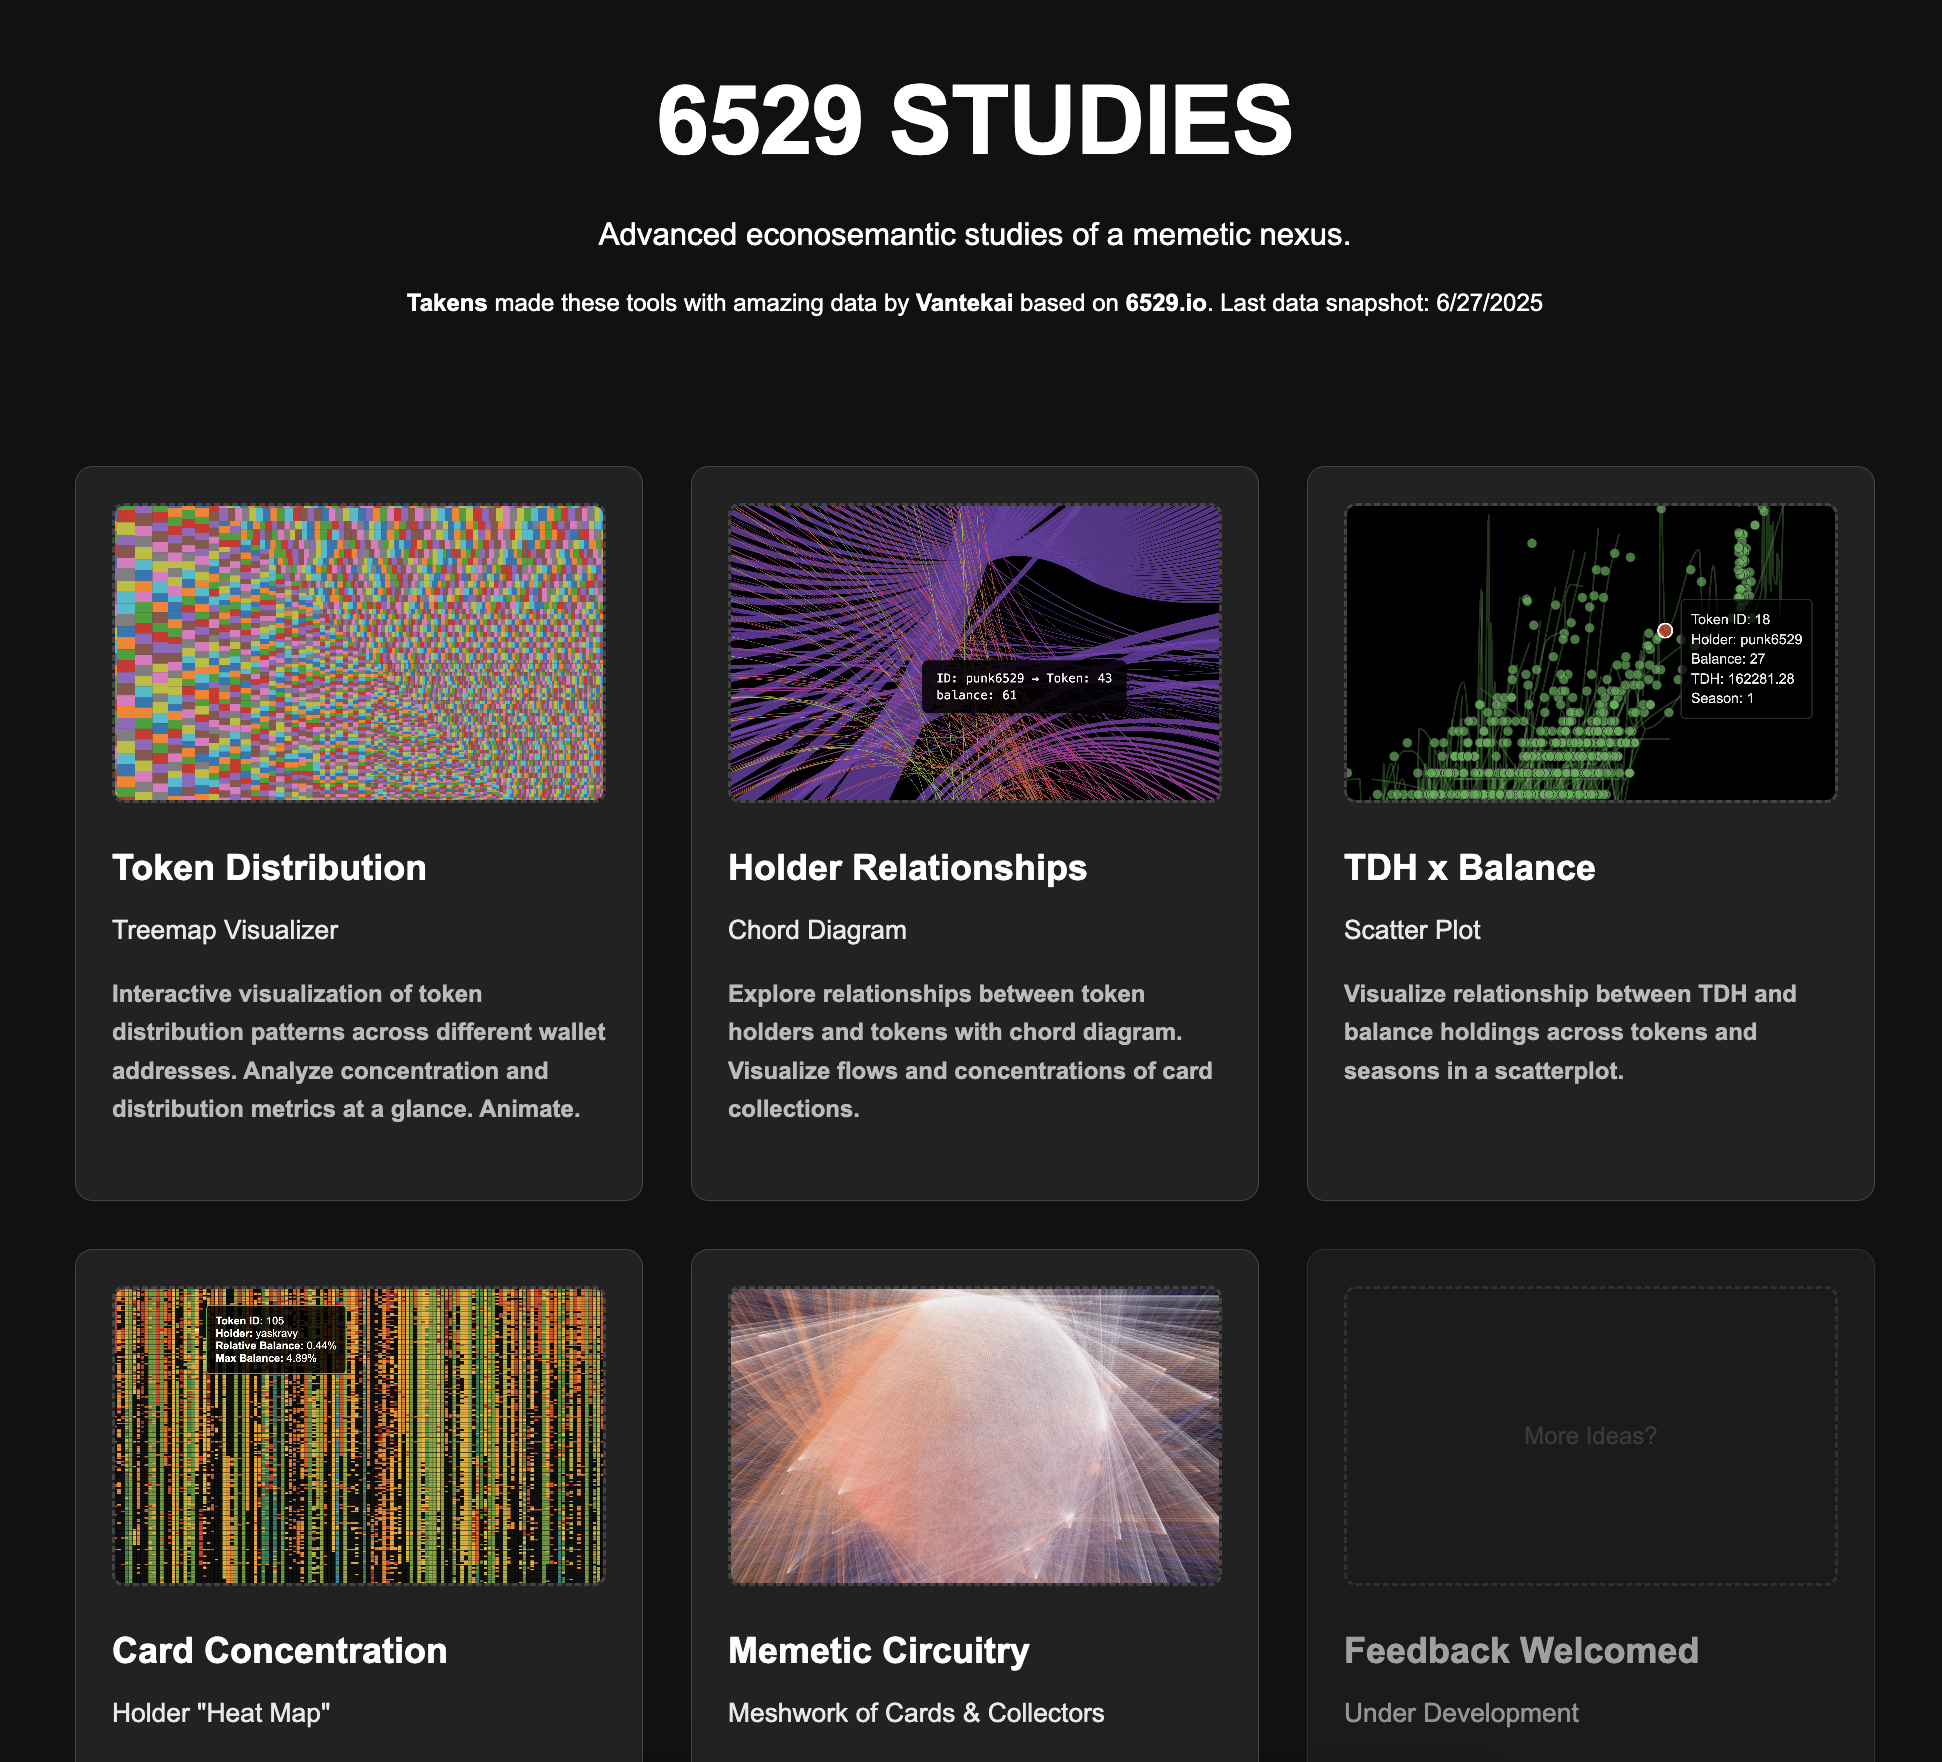 6529 STUDIES
Advanced econosemantic studies of a memetic nexus.
Takens made these tools with amazing data by Vantekai based on 6529.io. Last data snapshot: 6/27/2025
ID: punk6529 → Token: 43
balance: 61
Token ID: 18
Holder: punk6529
Balance: 27
TDH: 162281.28
Season: 1
Token Distribution
Treemap Visualizer
Interactive visualization of token
distribution patterns across different wallet
addresses. Analyze concentration and
distribution metrics at a glance. Animate.
Holder Relationships
Chord Diagram
Explore relationships between token
holders and tokens with chord diagram.
Visualize flows and concentrations of card
collections.
TDH x Balance
Scatter Plot
Visualize relationship between TDH and
balance holdings across tokens and
seasons in a scatterplot.
Token ID: 105
Holder: yaskravy
Relative Balance: 0.44%
Max Balance: 4.89%
Card Concentration
Holder "Heat Map"
Memetic Circuitry
Meshwork of Cards & Collectors
More Ideas?
Feedback Welcomed
Under Development